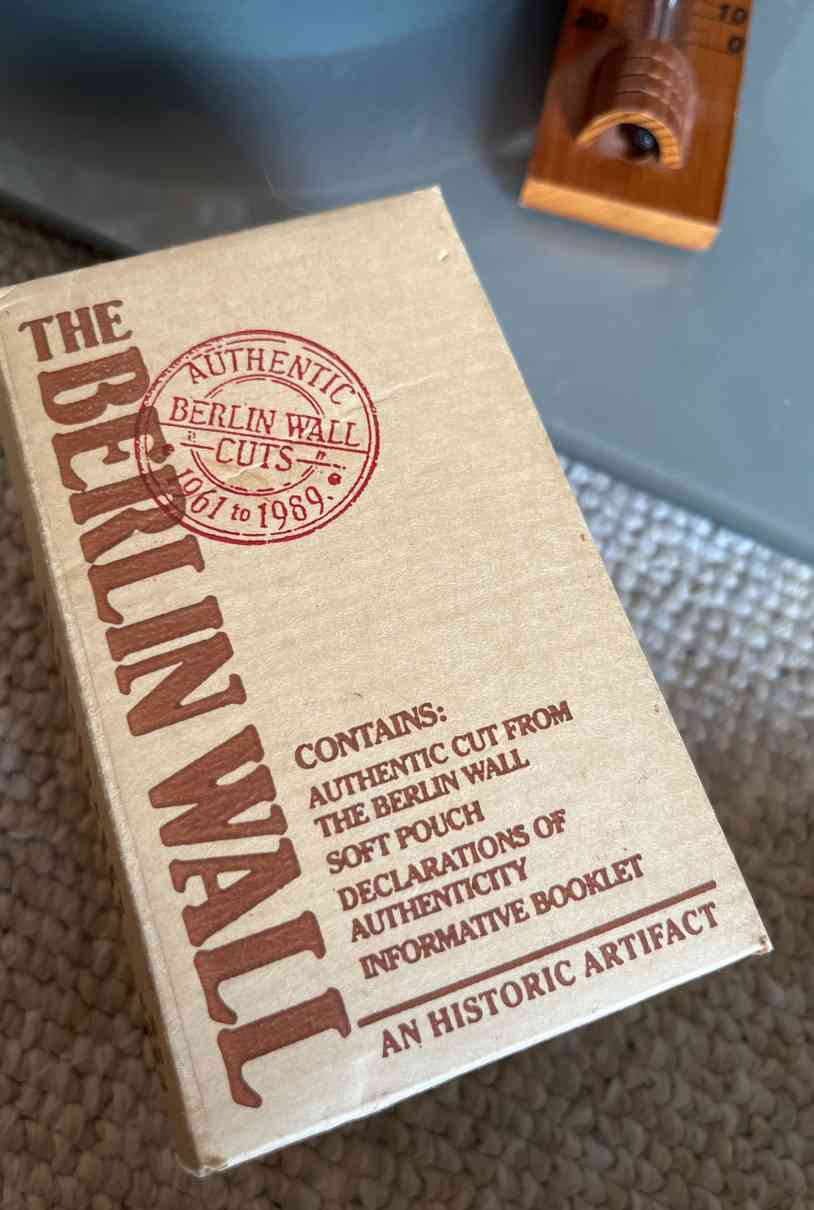 THE
BERLIN WALL
AUTHENTIC
BERLIN WALL
"CUTS"
1961 to 1989.
CONTAINS:
AUTHENTIC CUT FROM
THE BERLIN WALL
SOFT POUCH
DECLARATIONS OF
AUTHENTICITY
INFORMATIVE BOOKLET
AN HISTORIC ARTIFACT
20
10
0